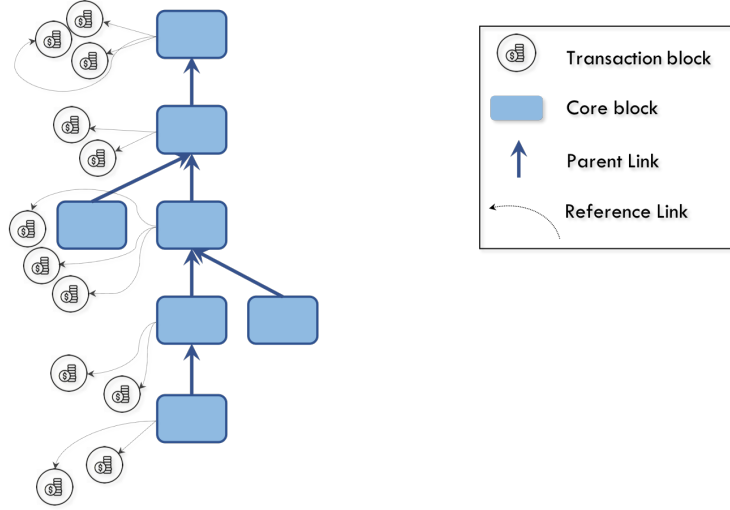 Transaction block
Core block
Parent Link
Reference Link